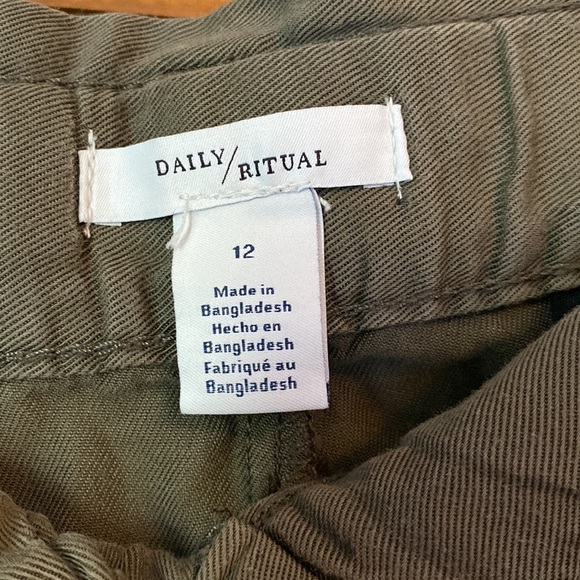 DAILY/RITUAL
12
Made in
Bangladesh
Hecho en
Bangladesh
Fabriqué au
Bangladesh